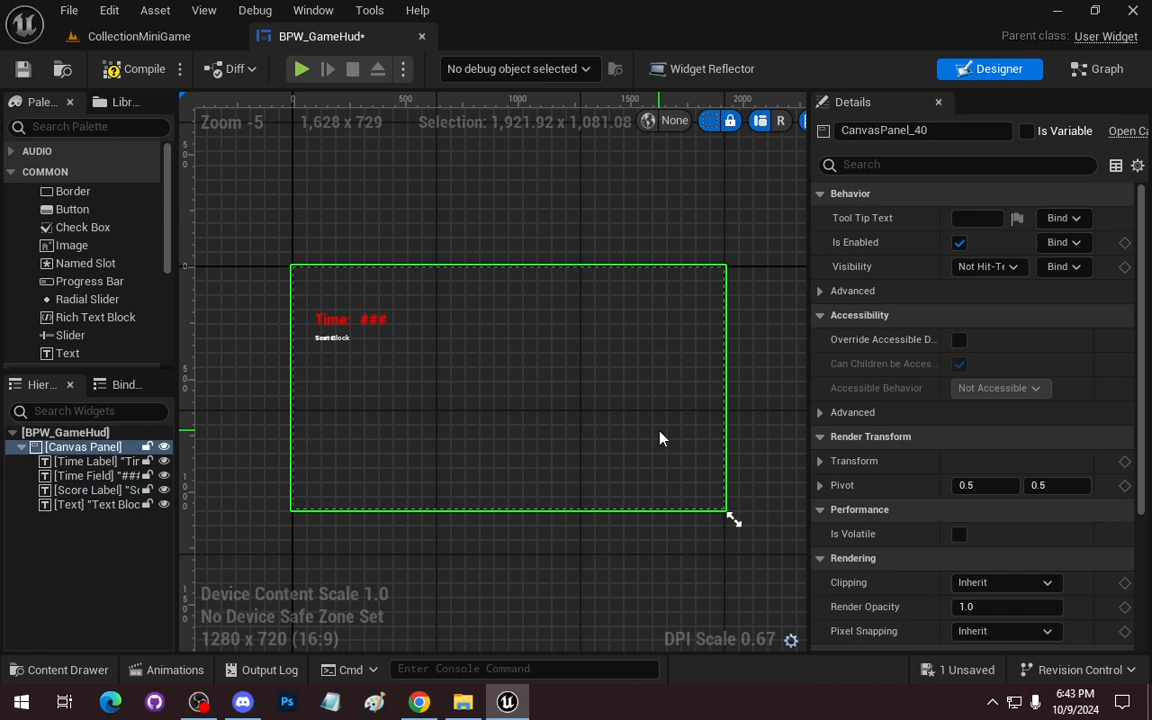 File Edit Asset View Debug Window Tools Help
CollectionMiniGame BPW_GameHud*
Parent class: User Widget
Compile Diff No debug object selected Widget Reflector Designer Graph
Pale... Libr... Details
Search Palette
AUDIO
COMMON
Border
Button
Check Box
Image
Named Slot
Progress Bar
Radial Slider
Rich Text Block
Slider
Text
Hier... Bind...
Search Widgets
[BPW_GameHud]
[Canvas Panel]
[Time Label] "Tir
[Time Field] "###
[Score Label] "Sc
[Text] "Text Bloc
0 500 1000 1500 2000
Zoom -5 1,628 x 729 Selection: 1,921.92 x 1,081.08 None R
Time: ###
Device Content Scale 1.0
No Device Safe Zone Set
1280 x 720 (16:9)
DPI Scale 0.67
CanvasPanel_40 Is Variable Open Ca
Search
Behavior
Tool Tip Text Bind
Is Enabled Bind
Visibility Not Hit-Te Bind
Advanced
Accessibility
Override Accessible D...
Can Children be Acces...
Accessible Behavior Not Accessible
Advanced
Render Transform
Transform
Pivot 0.5 0.5
Performance
Is Volatile
Rendering
Clipping Inherit
Render Opacity 1.0
Pixel Snapping Inherit
Content Drawer Animations Output Log Cmd Enter Console Command 1 Unsaved Revision Control
6:43 PM
10/9/2024